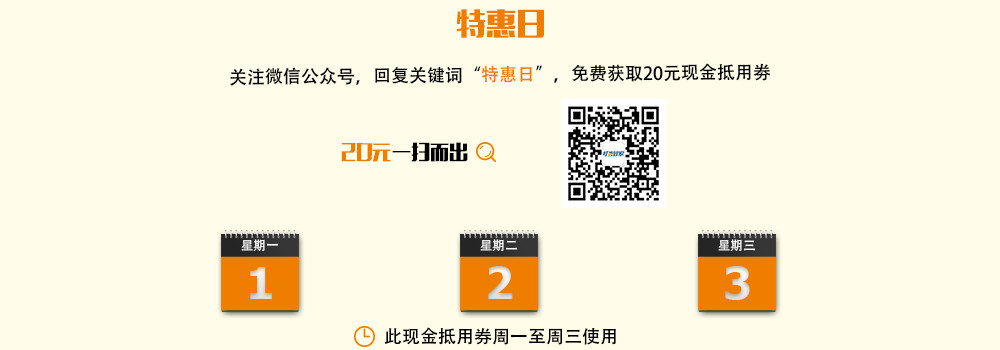 特惠日
关注微信公众号，回复关键词“特惠日”，免费获取20元现金抵用券
20元一扫而出
星期一
1
星期二
2
星期三
3
此现金抵用券周一至周三使用